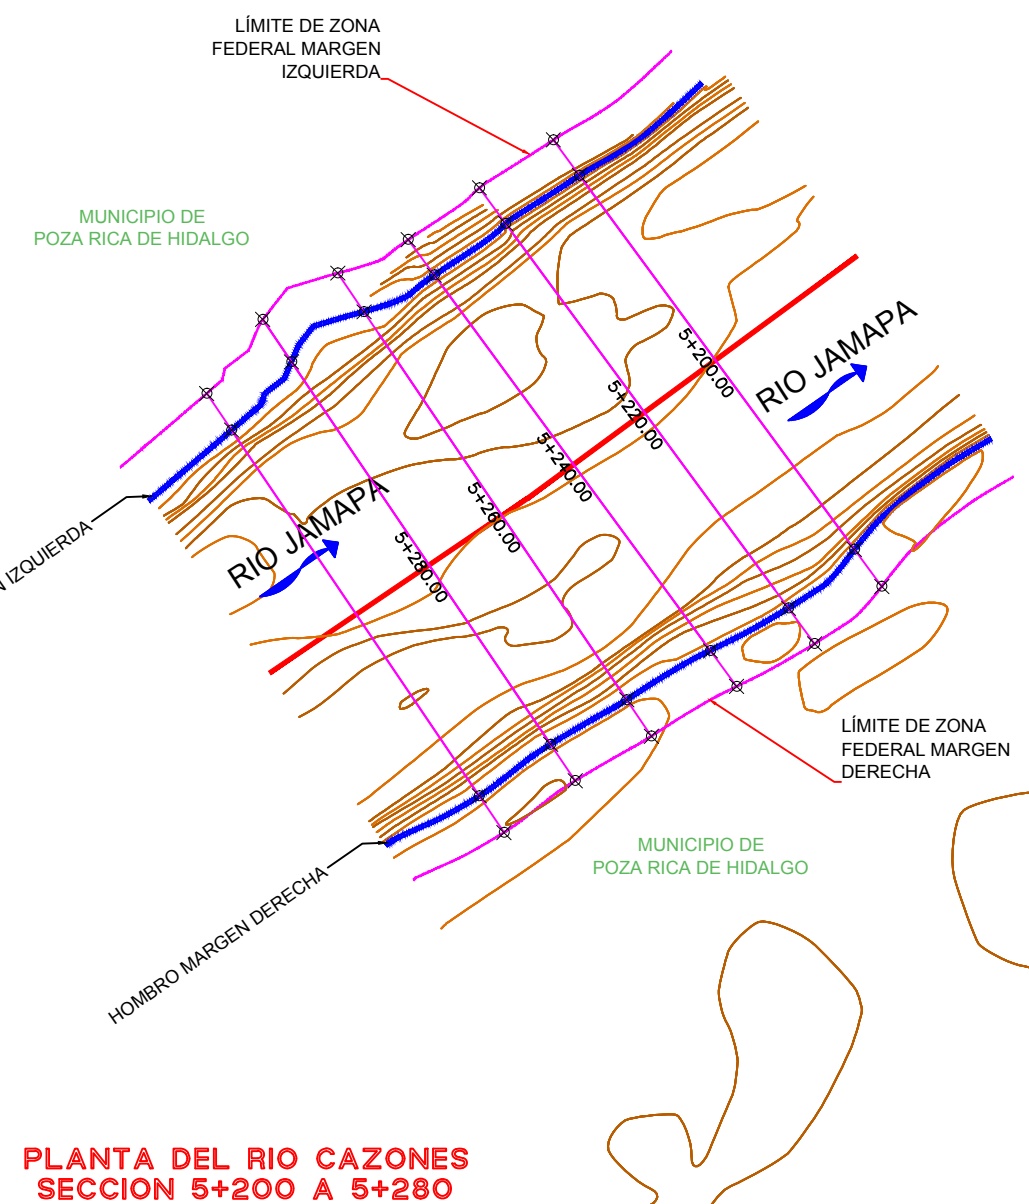 LÍMITE DE ZONA
FEDERAL MARGEN
IZQUIERDA
MUNICIPIO DE
POZA RICA DE HIDALGO
5+200.00
RIO JAMAPA
5+220.00
5+240.00
5+260.00
5+280.00
RIO JAMAPA
IZQUIERDA
LÍMITE DE ZONA
FEDERAL MARGEN
DERECHA
MUNICIPIO DE
POZA RICA DE HIDALGO
HOMBRO MARGEN DERECHA
PLANTA DEL RIO CAZONES
SECCION 5+200 A 5+280